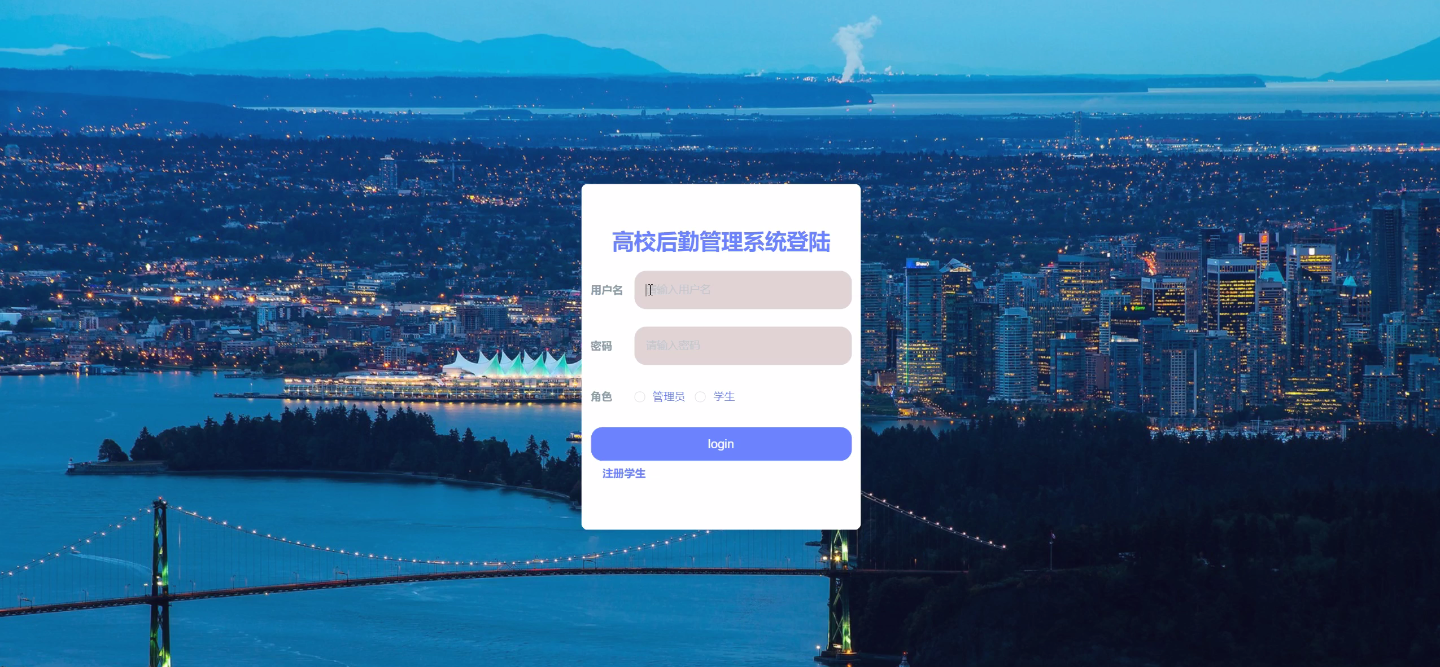 高校后勤管理系统登陆
用户名 请输入用户名
密码 请输入密码
角色 管理员 学生
login
注册学生